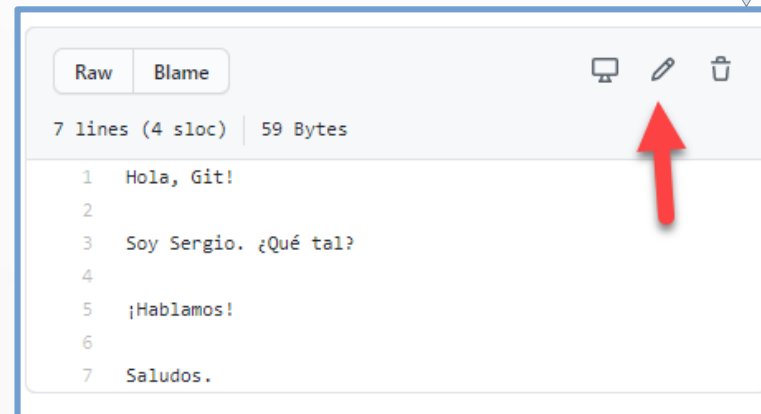 Raw Blame
7 lines (4 sloc) 59 Bytes
1 Hola, Git!
2
3 Soy Sergio. ¿Qué tal?
4
5 ¡Hablamos!
6
7 Saludos.